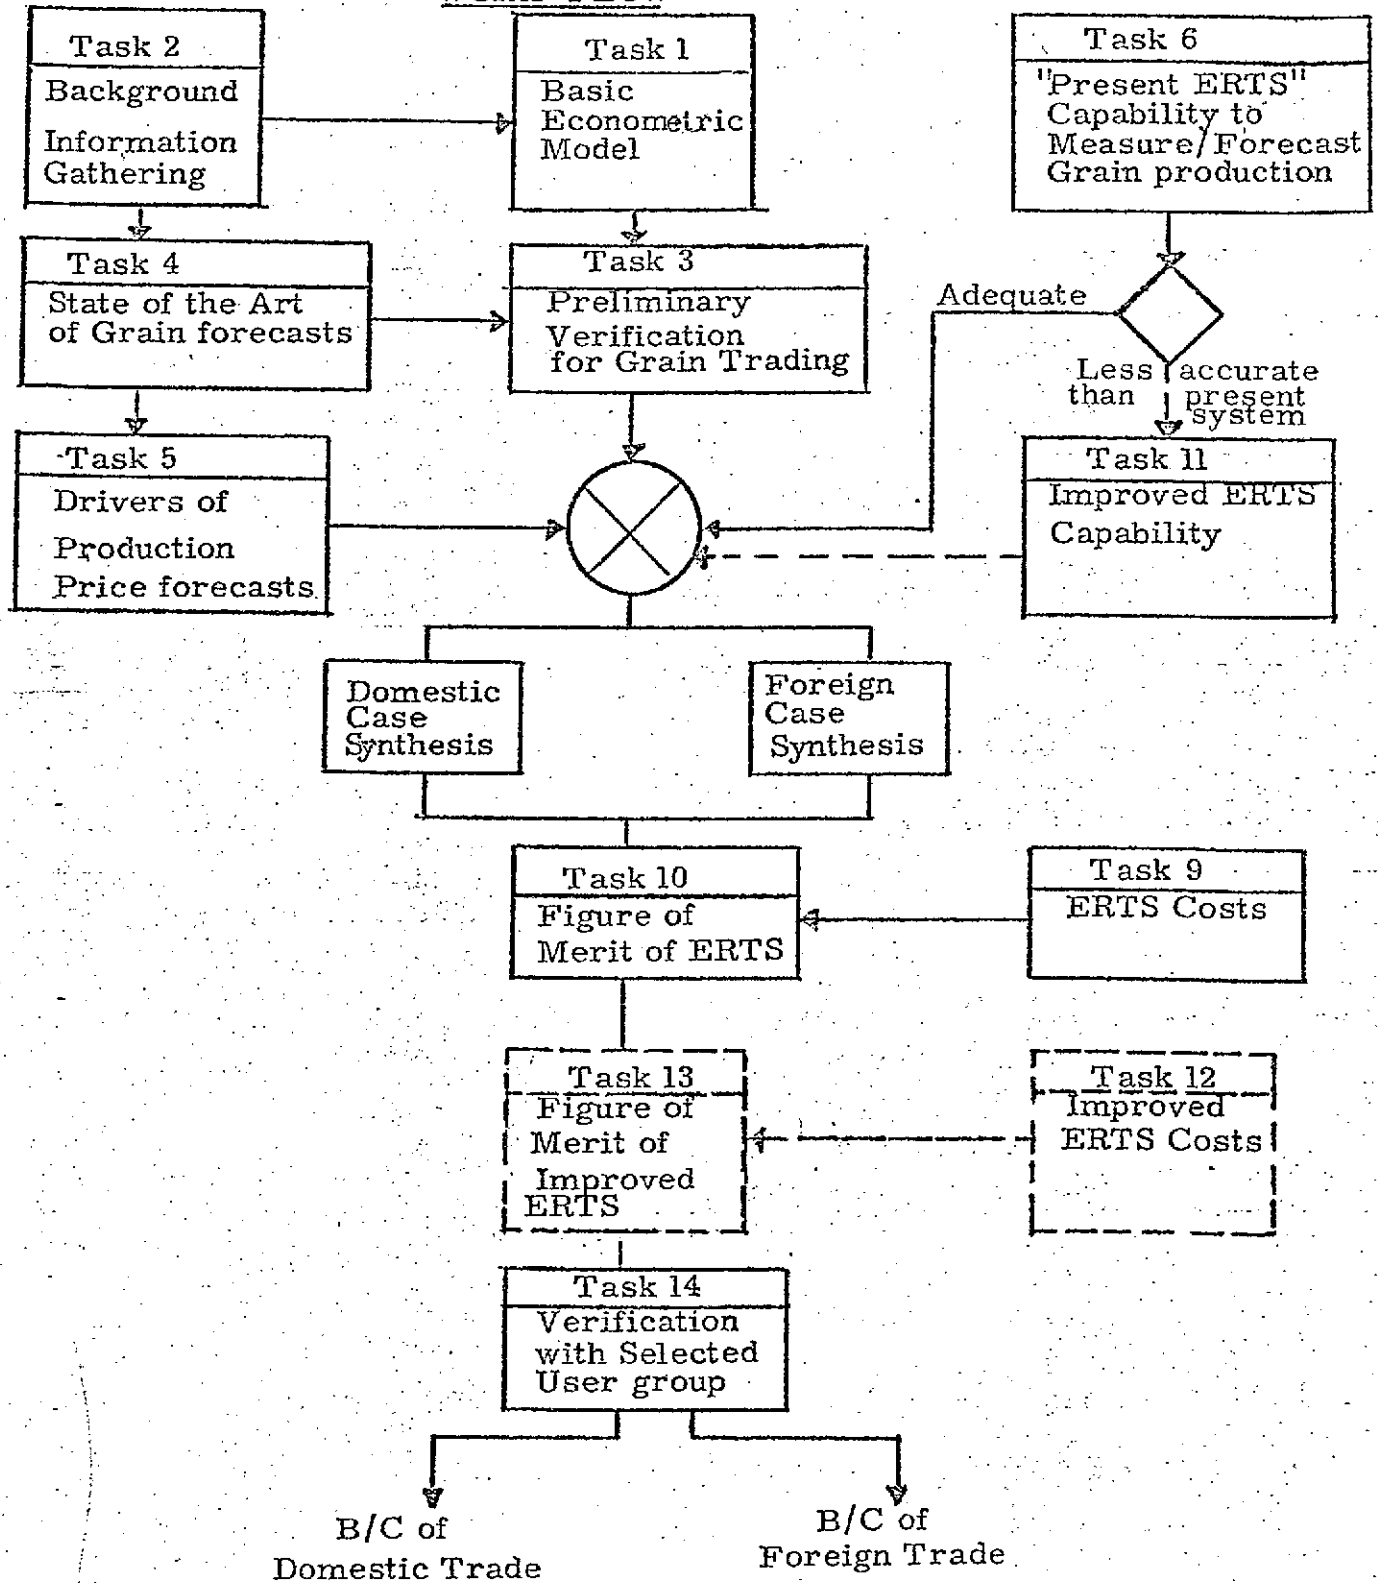 Task 2
Background
Information
Gathering
Task 1
Basic
Econometric
Model
Task 6
"Present ERTS"
Capability to
Measure/Forecast
Grain production
Task 4
State of the Art
of Grain forecasts
Task 3
Preliminary
Verification
for Grain Trading
Adequate
Less accurate
than present
system
Task 5
Drivers of
Production
Price forecasts
Task 11
Improved ERTS
Capability
Domestic
Case
Synthesis
Foreign
Case
Synthesis
Task 10
Figure of
Merit of ERTS
Task 9
ERTS Costs
Task 13
Figure of
Merit of
Improved
ERTS
Task 12
Improved
ERTS Costs
Task 14
Verification
with Selected
User group
B/C of
Domestic Trade
B/C of
Foreign Trade